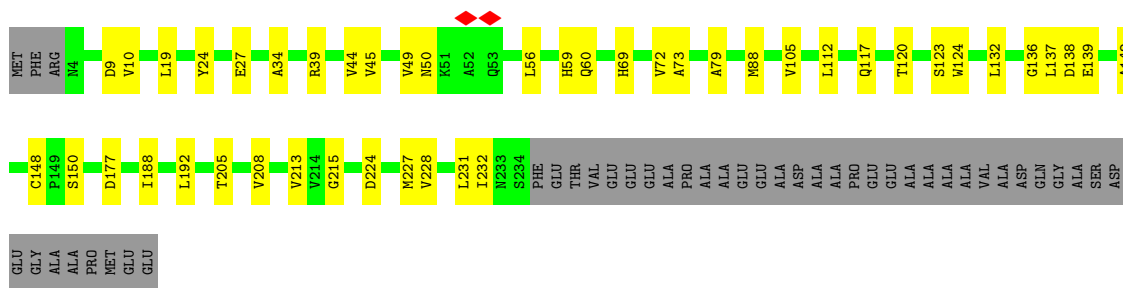 MET PHE ARG N4 D9 V10 L19 Y24 E27 A34 R39 V44 V45 V49 N50 K51 A52 Q53 L56 H59 Q60 H69 V72 A73 A79 M88 V105 L112 Q117 T120 S123 W124 L132 G136 L137 D138 E139
C148 P149 S150 D177 I188 L192 T205 V208 V213 V214 G215 D224 M227 V228 L231 I232 N233 S234 PHE GLU THR VAL GLU GLU GLU ALA PRO ALA ALA GLU GLU ALA ASP ALA ALA PRO GLU GLU ALA ALA ALA ALA VAL ALA ASP GLN GLY ALA SER ASP
GLU GLY ALA ALA PRO MET GLU GLU